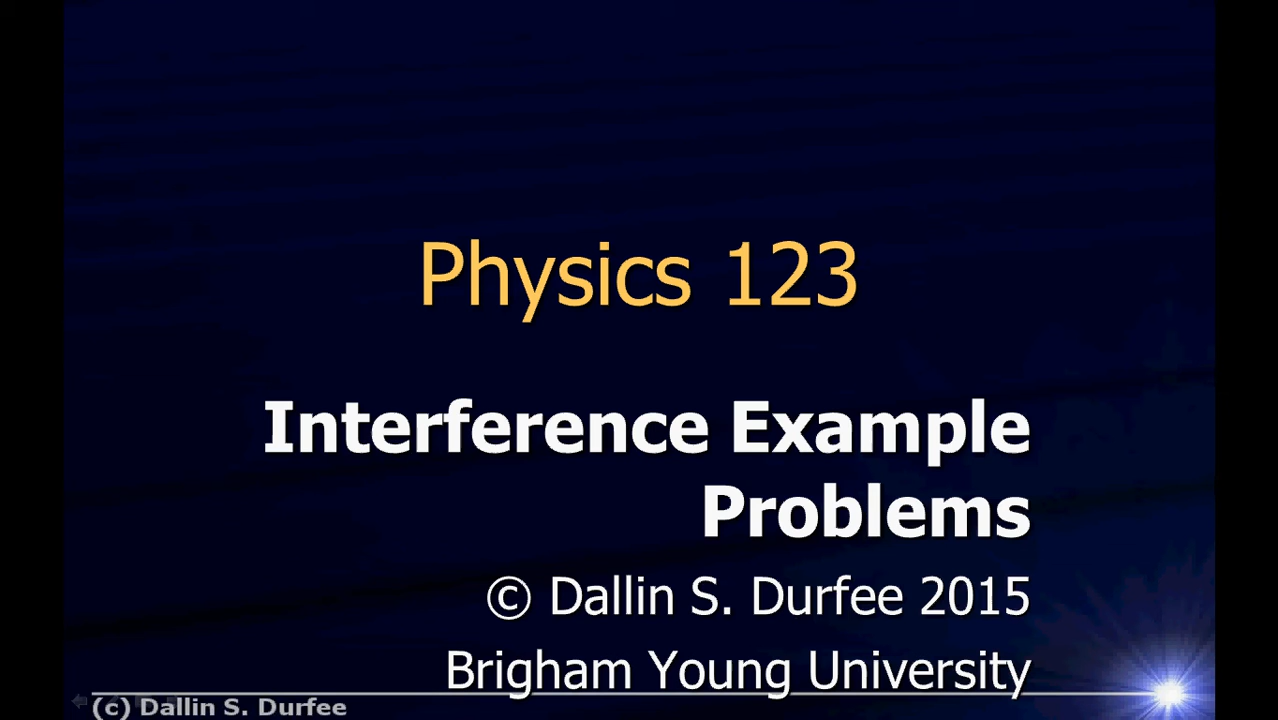 Physics 123
Interference Example
Problems
© Dallin S. Durfee 2015
Brigham Young University
(c) Dallin S. Durfee